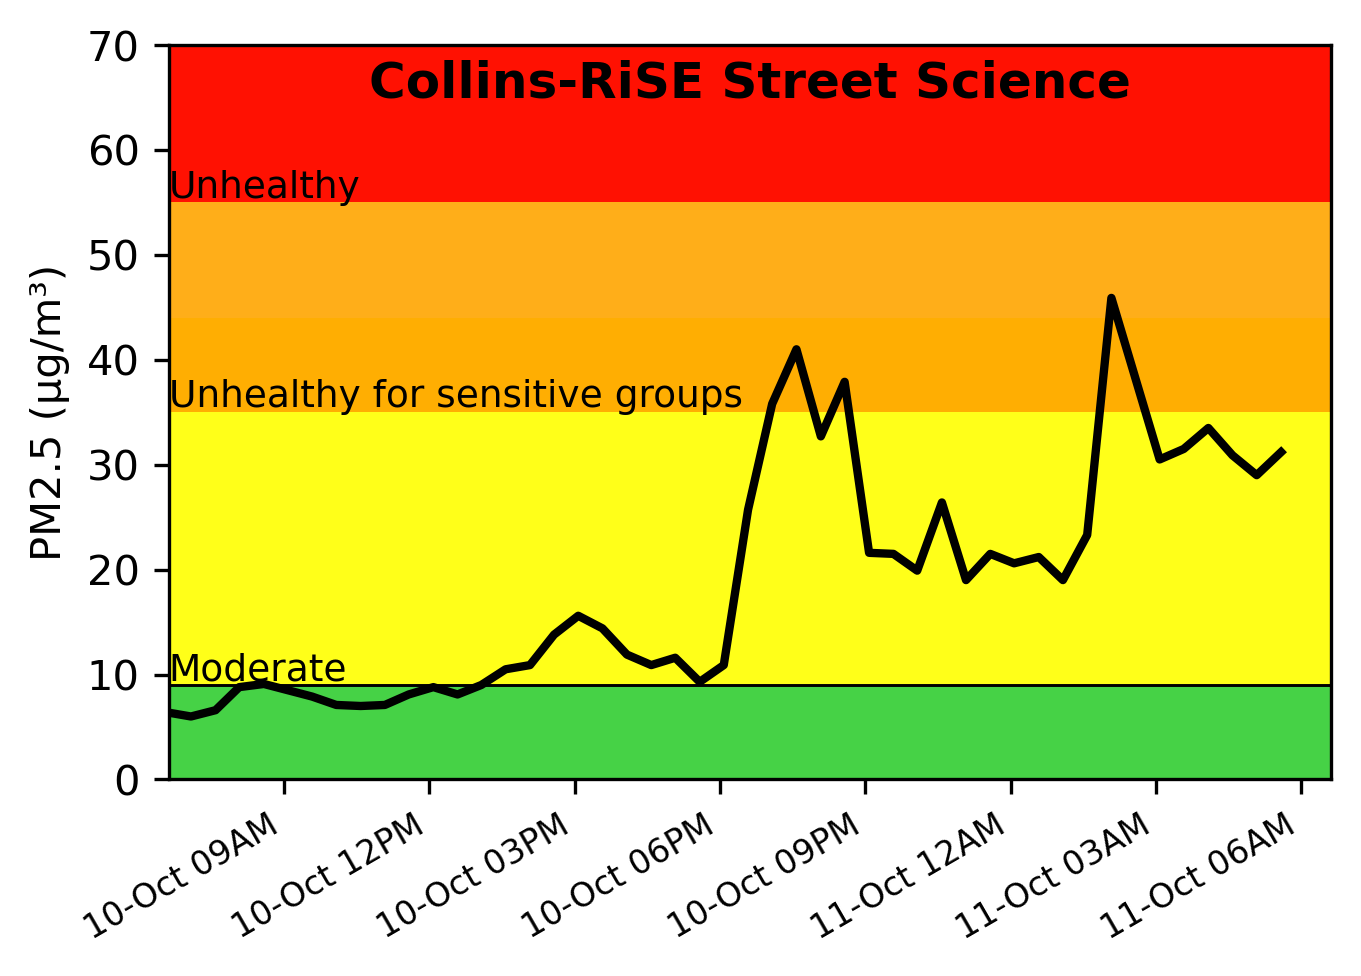 Collins-RiSE Street Science
70
60
50
40
30
20
10
0
PM2.5 (µg/m³)
Unhealthy
Unhealthy for sensitive groups
Moderate
10-Oct 09AM
10-Oct 12PM
10-Oct 03PM
10-Oct 06PM
10-Oct 09PM
11-Oct 12AM
11-Oct 03AM
11-Oct 06AM